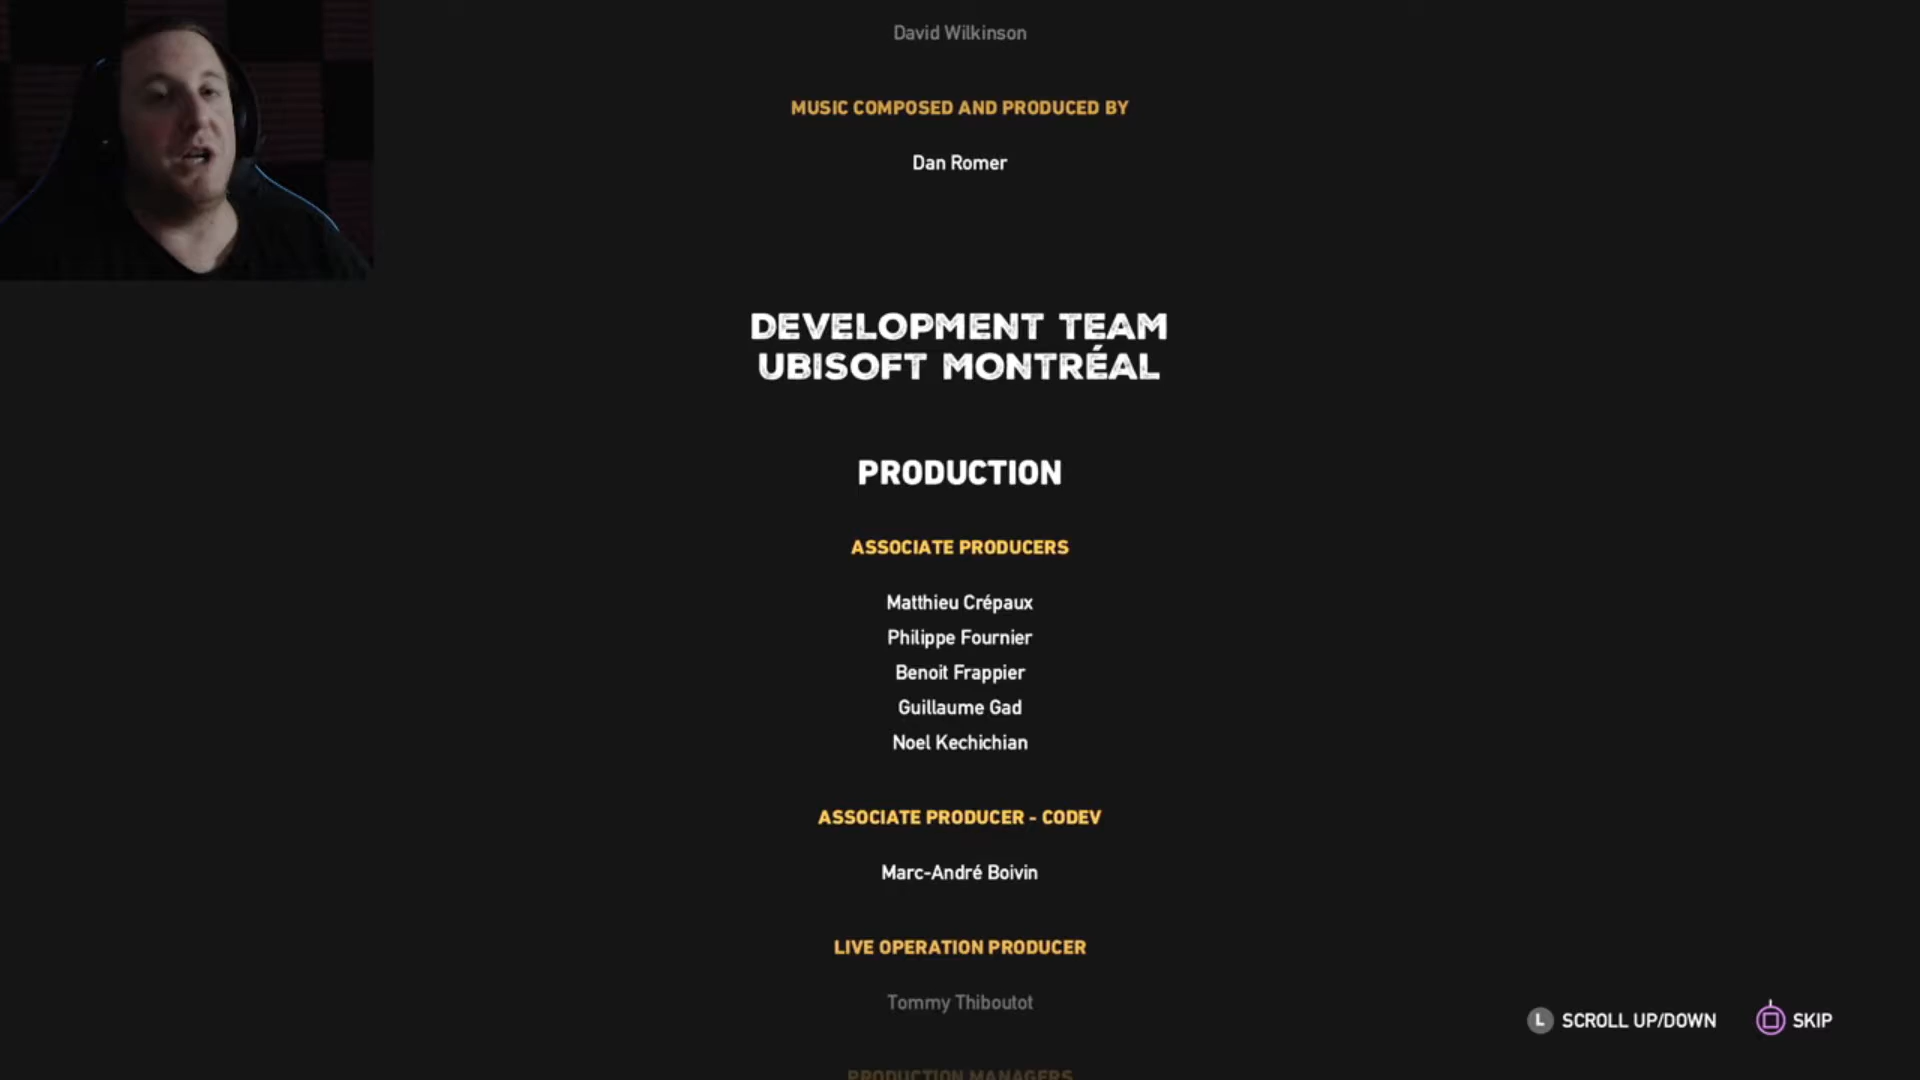 David Wilkinson
MUSIC COMPOSED AND PRODUCED BY
Dan Romer
DEVELOPMENT TEAM
UBISOFT MONTRÉAL
PRODUCTION
ASSOCIATE PRODUCERS
Matthieu Crépaux
Philippe Fournier
Benoit Frappier
Guillaume Gad
Noel Kechichian
ASSOCIATE PRODUCER - CODEV
Marc-André Boivin
LIVE OPERATION PRODUCER
Tommy Thiboutot
L SCROLL UP/DOWN SKIP
PRODUCTION MANAGERS